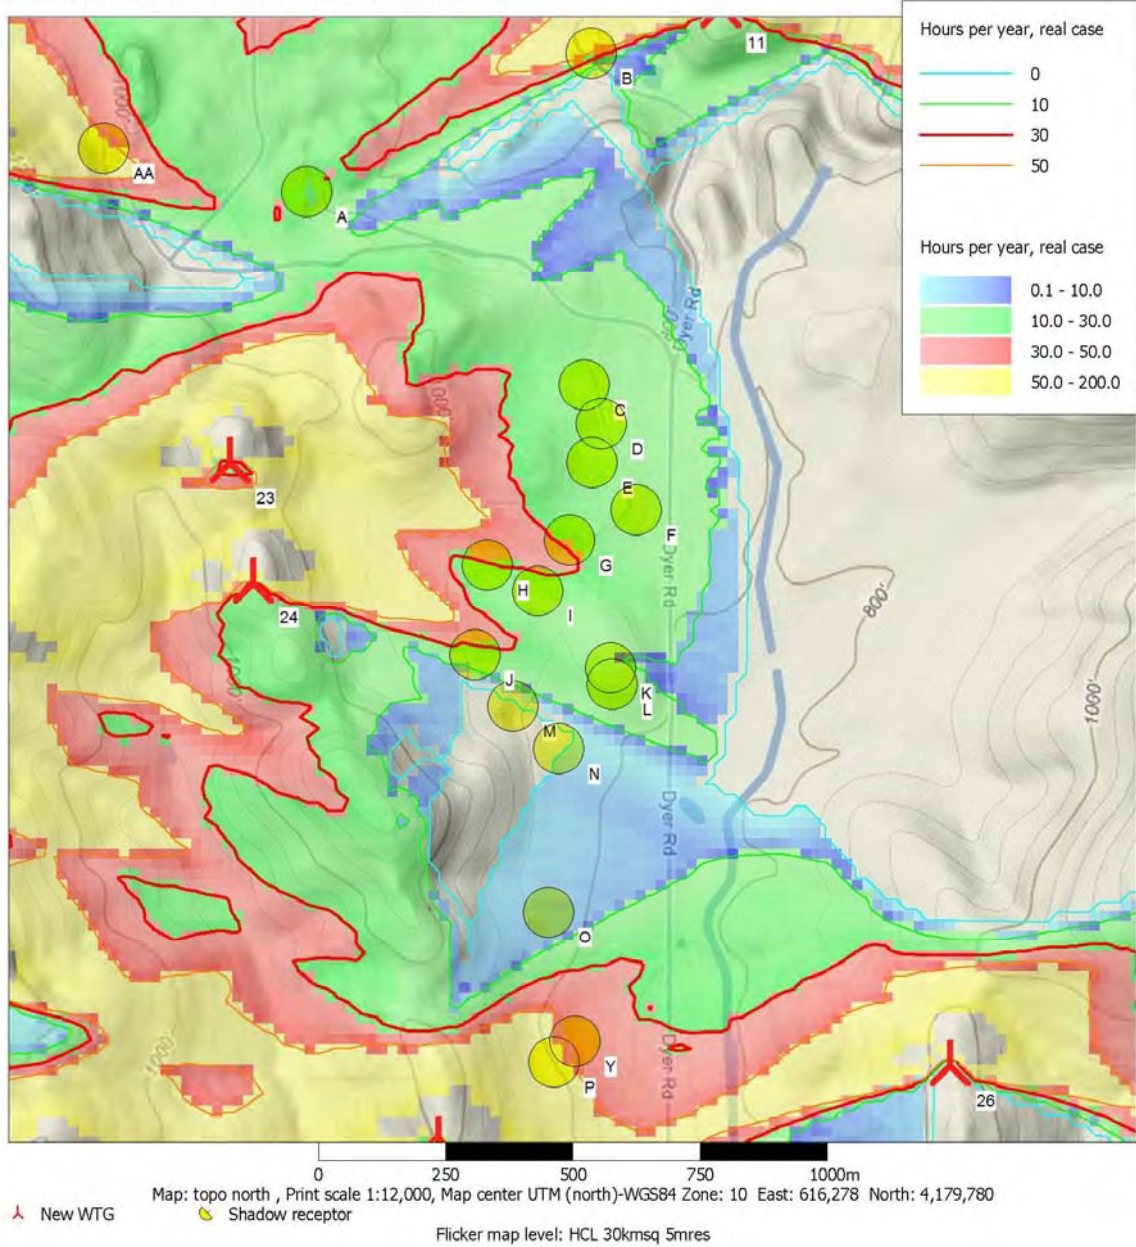 Hours per year, real case
0
10
30
50
Hours per year, real case
0.1 - 10.0
10.0 - 30.0
30.0 - 50.0
50.0 - 200.0
11
B
AA
A
Dyer Rd
1000'
C
D
E
23
F
Dyer Rd
G
H
I
24
800'
J
K
L
1000'
M
N
Dyer Rd
O
1000'
Dyer Rd
Y
P
26
0 250 500 750 1000m
Map: topo north , Print scale 1:12,000, Map center UTM (north)-WGS84 Zone: 10 East: 616,278 North: 4,179,780
New WTG Shadow receptor
Flicker map level: HCL 30kmsq 5mres